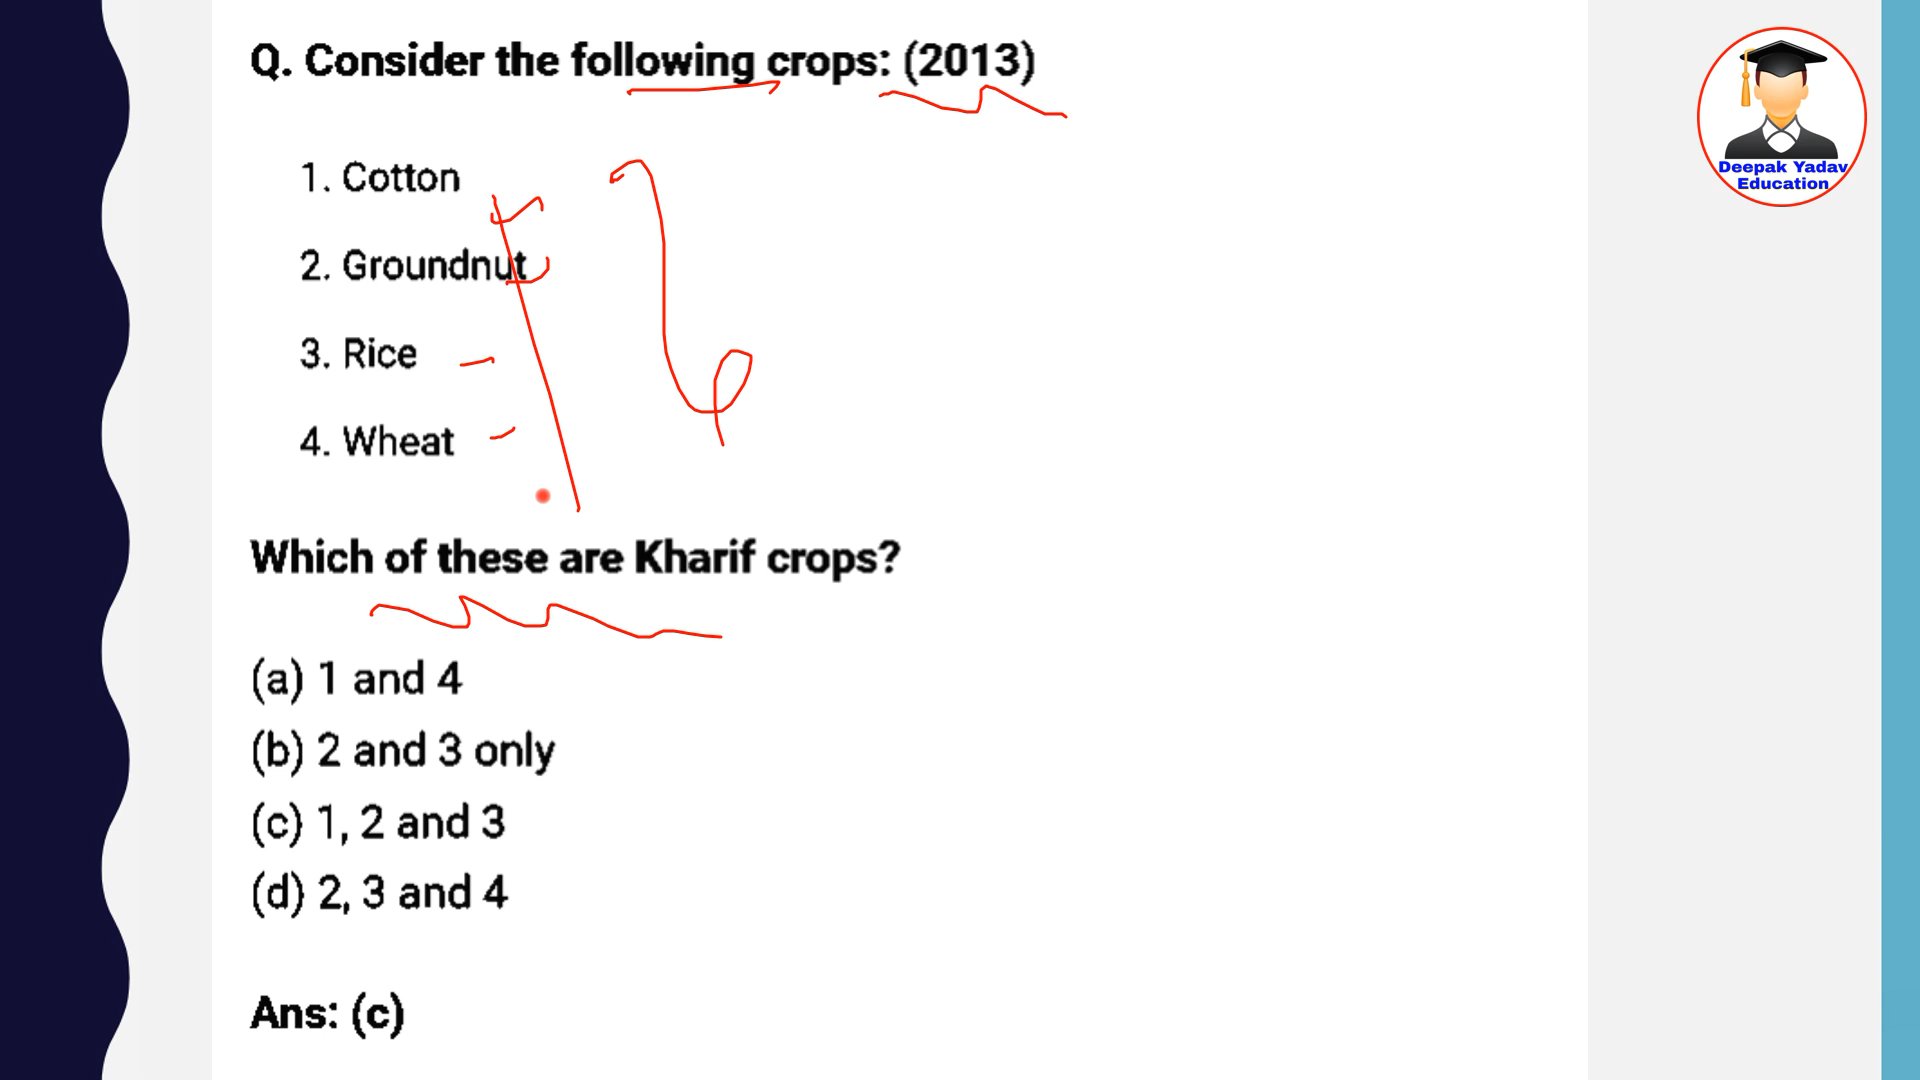 Q. Consider the following crops: (2013)
1. Cotton
2. Groundnut
3. Rice
4. Wheat
Which of these are Kharif crops?
(a) 1 and 4
(b) 2 and 3 only
(c) 1, 2 and 3
(d) 2, 3 and 4
Ans: (c)
Deepak Yadav
Education